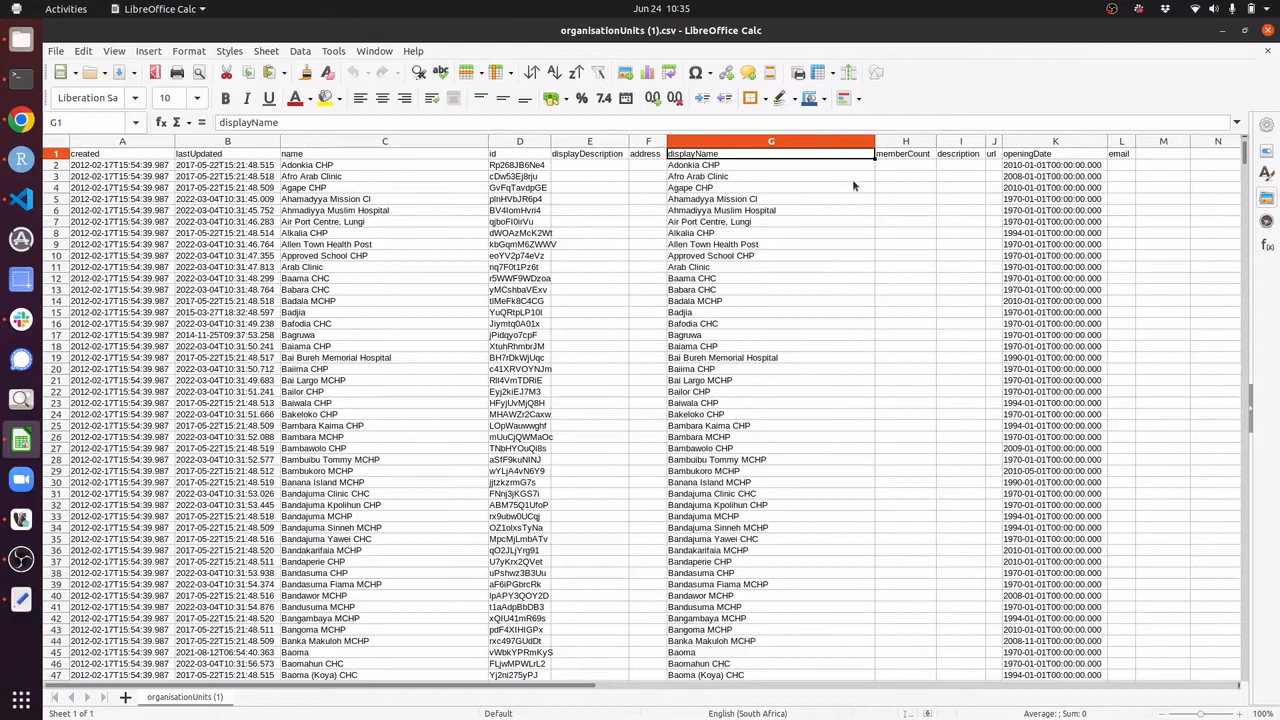 Activities LibreOffice Calc Jun 24 10:35
organisationUnits (1).csv - LibreOffice Calc
File Edit View Insert Format Styles Sheet Data Tools Window Help
Liberation Sa 10
G1 displayName
A B C D E F G H I J K L M N
1 created lastUpdated name id displayDescription address displayName memberCount description url openingDate email
2 2012-02-17T15:54:39.987 2017-05-22T15:21:48.515 Adonkia CHP Rp268JB6Ne4 Adonkia CHP 2010-01-01T00:00:00.000
3 2012-02-17T15:54:39.987 2017-05-22T15:21:48.518 Afro Arab Clinic cDw53Ej8rju Afro Arab Clinic 2008-01-01T00:00:00.000
4 2012-02-17T15:54:39.987 2017-05-22T15:21:48.517 Agape CHP GvFqTavdpGE Agape CHP 2010-01-01T00:00:00.000
5 2012-02-17T15:54:39.987 2022-03-04T10:31:45.009 Ahamadyya Mission Cl plnHVbJR6p4 Ahamadyya Mission Cl 1970-01-01T00:00:00.000
6 2012-02-17T15:54:39.987 2022-03-04T10:31:45.752 Ahmadiyya Muslim Hospital BV4IomHvri4 Ahmadiyya Muslim Hospital 1970-01-01T00:00:00.000
7 2012-02-17T15:54:39.987 2022-03-04T10:31:46.283 Air Port Centre, Lungi qjboFI0irVu Air Port Centre, Lungi 1970-01-01T00:00:00.000
8 2012-02-17T15:54:39.987 2017-05-22T15:21:48.514 Alkalia CHP dWOAzMcK2Wt Alkalia CHP 1994-01-01T00:00:00.000
9 2012-02-17T15:54:39.987 2022-03-04T10:31:46.764 Allen Town Health Post kbGqmM6ZWWV Allen Town Health Post 1970-01-01T00:00:00.000
10 2012-02-17T15:54:39.987 2022-03-04T10:31:47.355 Approved School CHP eoYV2p74eVz Approved School CHP 1970-01-01T00:00:00.000
11 2012-02-17T15:54:39.987 2022-03-04T10:31:47.813 Arab Clinic nq7F0t1Pz6t Arab Clinic 1970-01-01T00:00:00.000
12 2012-02-17T15:54:39.987 2022-03-04T10:31:48.299 Baama CHC r5WWF9WDzoa Baama CHC 1970-01-01T00:00:00.000
13 2012-02-17T15:54:39.987 2022-03-04T10:31:48.764 Babara CHC yMCshbaVExv Babara CHC 1970-01-01T00:00:00.000
14 2012-02-17T15:54:39.987 2017-05-22T15:21:48.518 Badala MCHP tlMeFk8C4CG Badala MCHP 2010-01-01T00:00:00.000
15 2012-02-17T15:54:39.987 2015-03-27T18:32:48.597 Badjia YuQRtpLP10I Badjia 1970-01-01T00:00:00.000
16 2012-02-17T15:54:39.987 2022-03-04T10:31:49.238 Bafodia CHC Jiymtq0A01x Bafodia CHC 1970-01-01T00:00:00.000
17 2012-02-17T15:54:39.987 2014-11-25T09:37:53.258 Bagruwa jPidqyo7cpF Bagruwa 1970-01-01T00:00:00.000
18 2012-02-17T15:54:39.987 2022-03-04T10:31:50.241 Baiama CHP XtuhRhmbrJM Baiama CHP 1970-01-01T00:00:00.000
19 2012-02-17T15:54:39.987 2017-05-22T15:21:48.517 Bai Bureh Memorial Hospital BH7rDkWjUqc Bai Bureh Memorial Hospital 1990-01-01T00:00:00.000
20 2012-02-17T15:54:39.987 2022-03-04T10:31:50.712 Baiima CHP c41XRVOYNJm Baiima CHP 1970-01-01T00:00:00.000
21 2012-02-17T15:54:39.987 2022-03-04T10:31:49.683 Bai Largo MCHP Rll4VmTDRiE Bai Largo MCHP 1970-01-01T00:00:00.000
22 2012-02-17T15:54:39.987 2022-03-04T10:31:51.241 Bailor CHP Eyj2kiEJ7M3 Bailor CHP 1970-01-01T00:00:00.000
23 2012-02-17T15:54:39.987 2017-05-22T15:21:48.513 Baiwala CHP HFyjUvMjQ8H Baiwala CHP 1994-01-01T00:00:00.000
24 2012-02-17T15:54:39.987 2022-03-04T10:31:51.666 Bakeloko CHP MHAWZr2Caxw Bakeloko CHP 1970-01-01T00:00:00.000
25 2012-02-17T15:54:39.987 2017-05-22T15:21:48.509 Bambara Kaima CHP LOpWauwwghf Bambara Kaima CHP 1994-01-01T00:00:00.000
26 2012-02-17T15:54:39.987 2022-03-04T10:31:52.088 Bambara MCHP mUuCjQWMaOc Bambara MCHP 1970-01-01T00:00:00.000
27 2012-02-17T15:54:39.987 2017-05-22T15:21:48.509 Bambawolo CHP TNbHYOuQi8s Bambawolo CHP 2009-01-01T00:00:00.000
28 2012-02-17T15:54:39.987 2022-03-04T10:31:52.577 Bambuibu Tommy MCHP aSfF9kuNINJ Bambuibu Tommy MCHP 1970-01-01T00:00:00.000
29 2012-02-17T15:54:39.987 2017-05-22T15:21:48.512 Bambukoro MCHP wYLjA4vN6Y9 Bambukoro MCHP 2010-05-01T00:00:00.000
30 2012-02-17T15:54:39.987 2017-05-22T15:21:48.514 Banana Island MCHP jjtzkzrmG7s Banana Island MCHP 1990-01-01T00:00:00.000
31 2012-02-17T15:54:39.987 2022-03-04T10:31:53.026 Bandajuma Clinic CHC FNnj3jKGS7i Bandajuma Clinic CHC 1970-01-01T00:00:00.000
32 2012-02-17T15:54:39.987 2022-03-04T10:31:53.445 Bandajuma Kpolihun CHP ABM75Q1UfoP Bandajuma Kpolihun CHP 1970-01-01T00:00:00.000
33 2012-02-17T15:54:39.987 2017-05-22T15:21:48.518 Bandajuma MCHP rx9ubw0UCqj Bandajuma MCHP 1994-01-01T00:00:00.000
34 2012-02-17T15:54:39.987 2017-05-22T15:21:48.509 Bandajuma Sinneh MCHP OZ1olxsTyNa Bandajuma Sinneh MCHP 1994-01-01T00:00:00.000
35 2012-02-17T15:54:39.987 2017-05-22T15:21:48.516 Bandajuma Yawei CHC MpcMjLmbATv Bandajuma Yawei CHC 1970-01-01T00:00:00.000
36 2012-02-17T15:54:39.987 2017-05-22T15:21:48.520 Bandakarifaia MCHP qO2JLjYrg91 Bandakarifaia MCHP 2010-01-01T00:00:00.000
37 2012-02-17T15:54:39.987 2017-05-22T15:21:48.511 Bandaperie CHP U7yKrx2QVet Bandaperie CHP 2010-01-01T00:00:00.000
38 2012-02-17T15:54:39.987 2022-03-04T10:31:53.938 Bandasuma CHP uPshwz3B3Uu Bandasuma CHP 1970-01-01T00:00:00.000
39 2012-02-17T15:54:39.987 2022-03-04T10:31:54.374 Bandasuma Fiama MCHP aF6iPGbrcRk Bandasuma Fiama MCHP 1970-01-01T00:00:00.000
40 2012-02-17T15:54:39.987 2017-05-22T15:21:48.516 Bandawor MCHP lpAPY3QOY2D Bandawor MCHP 2008-01-01T00:00:00.000
41 2012-02-17T15:54:39.987 2022-03-04T10:31:54.876 Bandusuma MCHP t1aAdpBbDB3 Bandusuma MCHP 1970-01-01T00:00:00.000
42 2012-02-17T15:54:39.987 2017-05-22T15:21:48.509 Bangambaya MCHP xQIU41mR69s Bangambaya MCHP 1994-01-01T00:00:00.000
43 2012-02-17T15:54:39.987 2017-05-22T15:21:48.511 Bangoma MCHP pdF4XIHIGPx Bangoma MCHP 2010-01-01T00:00:00.000
44 2012-02-17T15:54:39.987 2017-05-22T15:21:48.509 Banka Makuloh MCHP rxc497GUdDt Banka Makuloh MCHP 2008-11-01T00:00:00.000
45 2012-02-17T15:54:39.987 2021-08-12T06:54:40.363 Baoma vWbkYPRmKyS Baoma 1970-01-01T00:00:00.000
46 2012-02-17T15:54:39.987 2022-03-04T10:31:56.573 Baomahun CHC FLjwMPWLrL2 Baomahun CHC 1970-01-01T00:00:00.000
47 2012-02-17T15:54:39.987 2017-05-22T15:21:48.515 Baoma (Koya) CHC Yj2ni275yPJ Baoma (Koya) CHC 1994-01-01T00:00:00.000
organisationUnits (1)
Sheet 1 of 1 Default English (South Africa) Average: ; Sum: 0 100%